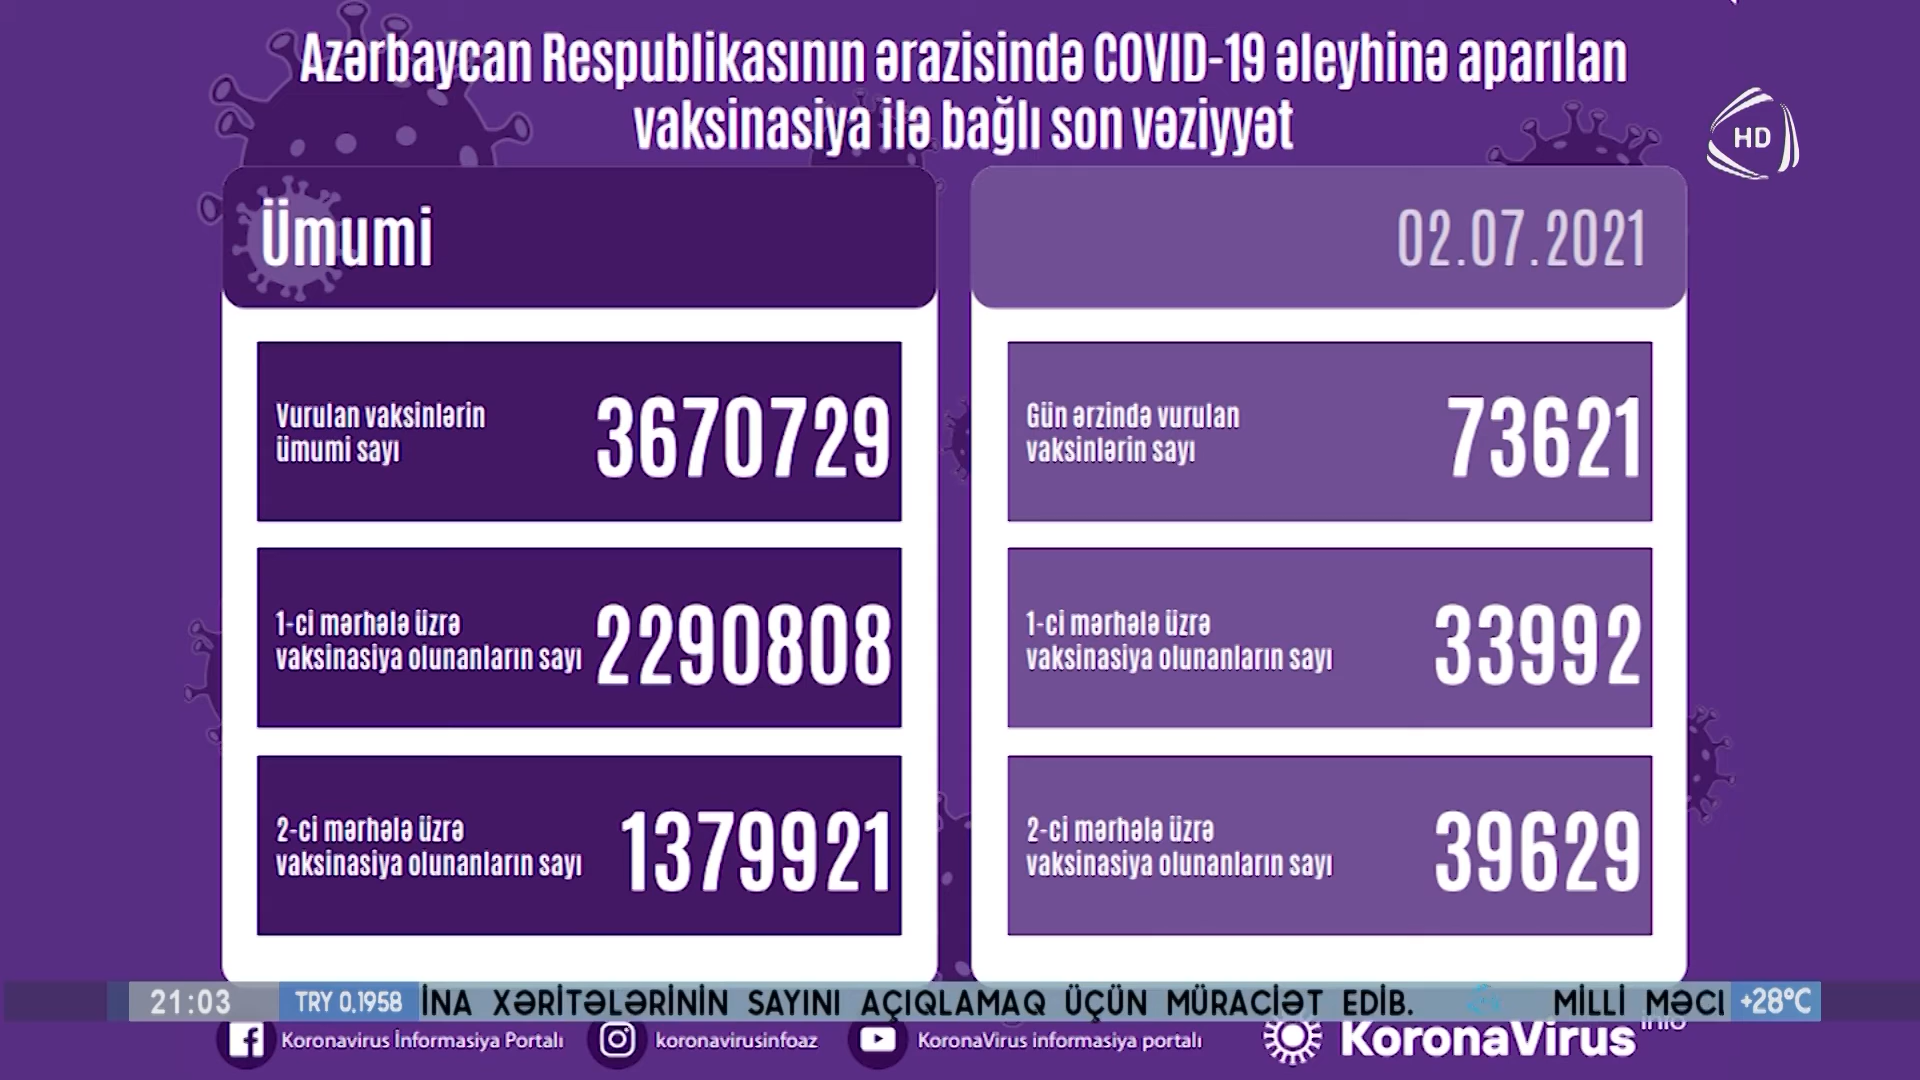 Azərbaycan Respublikasının ərazisində COVID-19 əleyhinə aparılan
vaksinasiya ilə bağlı son vəziyyət
HD
Ümumi
02.07.2021
Vurulan vaksinlərin
ümumi sayı
3670729
Gün ərzində vurulan
vaksinlərin sayı
73621
1-ci mərhələ üzrə
vaksinasiya olunanların sayı
2290808
1-ci mərhələ üzrə
vaksinasiya olunanların sayı
33992
2-ci mərhələ üzrə
vaksinasiya olunanların sayı
1379921
2-ci mərhələ üzrə
vaksinasiya olunanların sayı
39629
21:03 TRY 0,1958 İNA XƏRİTƏLƏRİNİN SAYINI AÇIQLAMAQ ÜÇÜN MÜRACİƏT EDİB. MİLLİ MƏCL +28°C
Koronavirus İnformasiya Portalı
koronavirusinfoaz
KoronaVirus informasiya portalı
KoronaVirus info